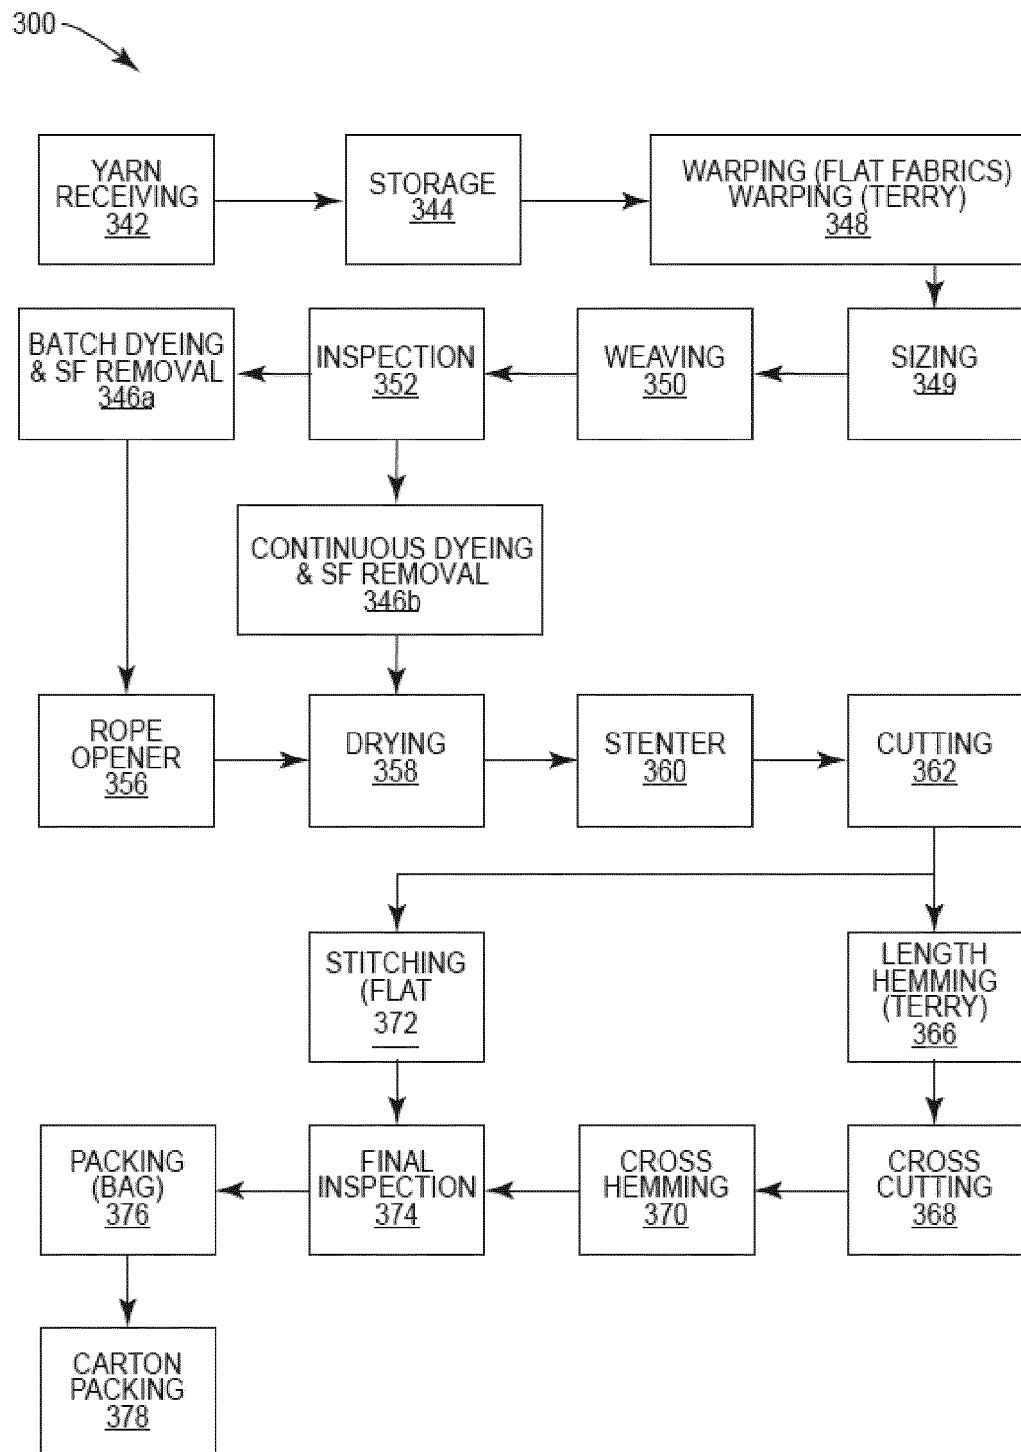 300
YARN
RECEIVING
342
STORAGE
344
WARPING (FLAT FABRICS)
WARPING (TERRY)
348
BATCH DYEING
& SF REMOVAL
346a
INSPECTION
352
WEAVING
350
SIZING
349
CONTINUOUS DYEING
& SF REMOVAL
346b
ROPE
OPENER
356
DRYING
358
STENTER
360
CUTTING
362
STITCHING
(FLAT
372
LENGTH
HEMMING
(TERRY)
366
PACKING
(BAG)
376
FINAL
INSPECTION
374
CROSS
HEMMING
370
CROSS
CUTTING
368
CARTON
PACKING
378